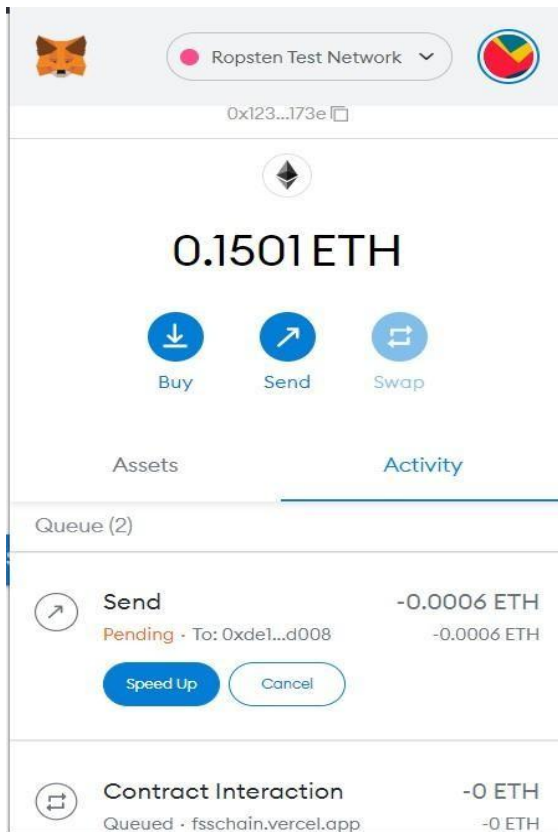 Ropsten Test Network
0x123...173e
0.1501 ETH
Buy Send Swap
Assets Activity
Queue (2)
Send -0.0006 ETH
Pending · To: 0xde1...d008 -0.0006 ETH
Speed Up Cancel
Contract Interaction -0 ETH
Queued · fsschain.vercel.app -0 ETH